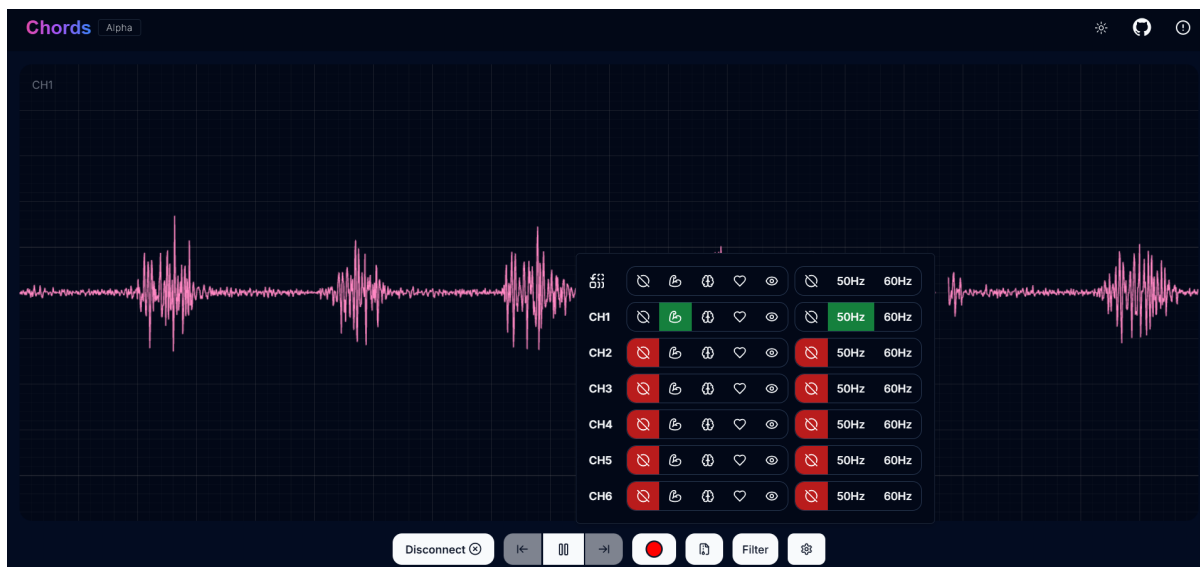 Chords Alpha
CH1
50Hz 60Hz
CH1 50Hz 60Hz
CH2 50Hz 60Hz
CH3 50Hz 60Hz
CH4 50Hz 60Hz
CH5 50Hz 60Hz
CH6 50Hz 60Hz
Disconnect Filter